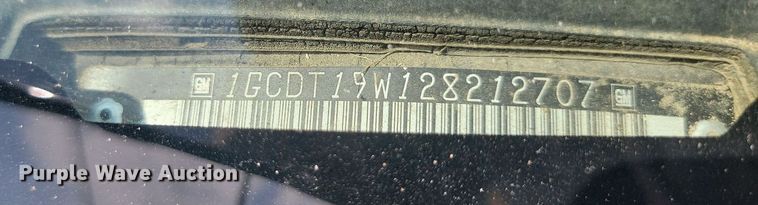 GM 1GCDT19W128212707 GM
Purple Wave Auction